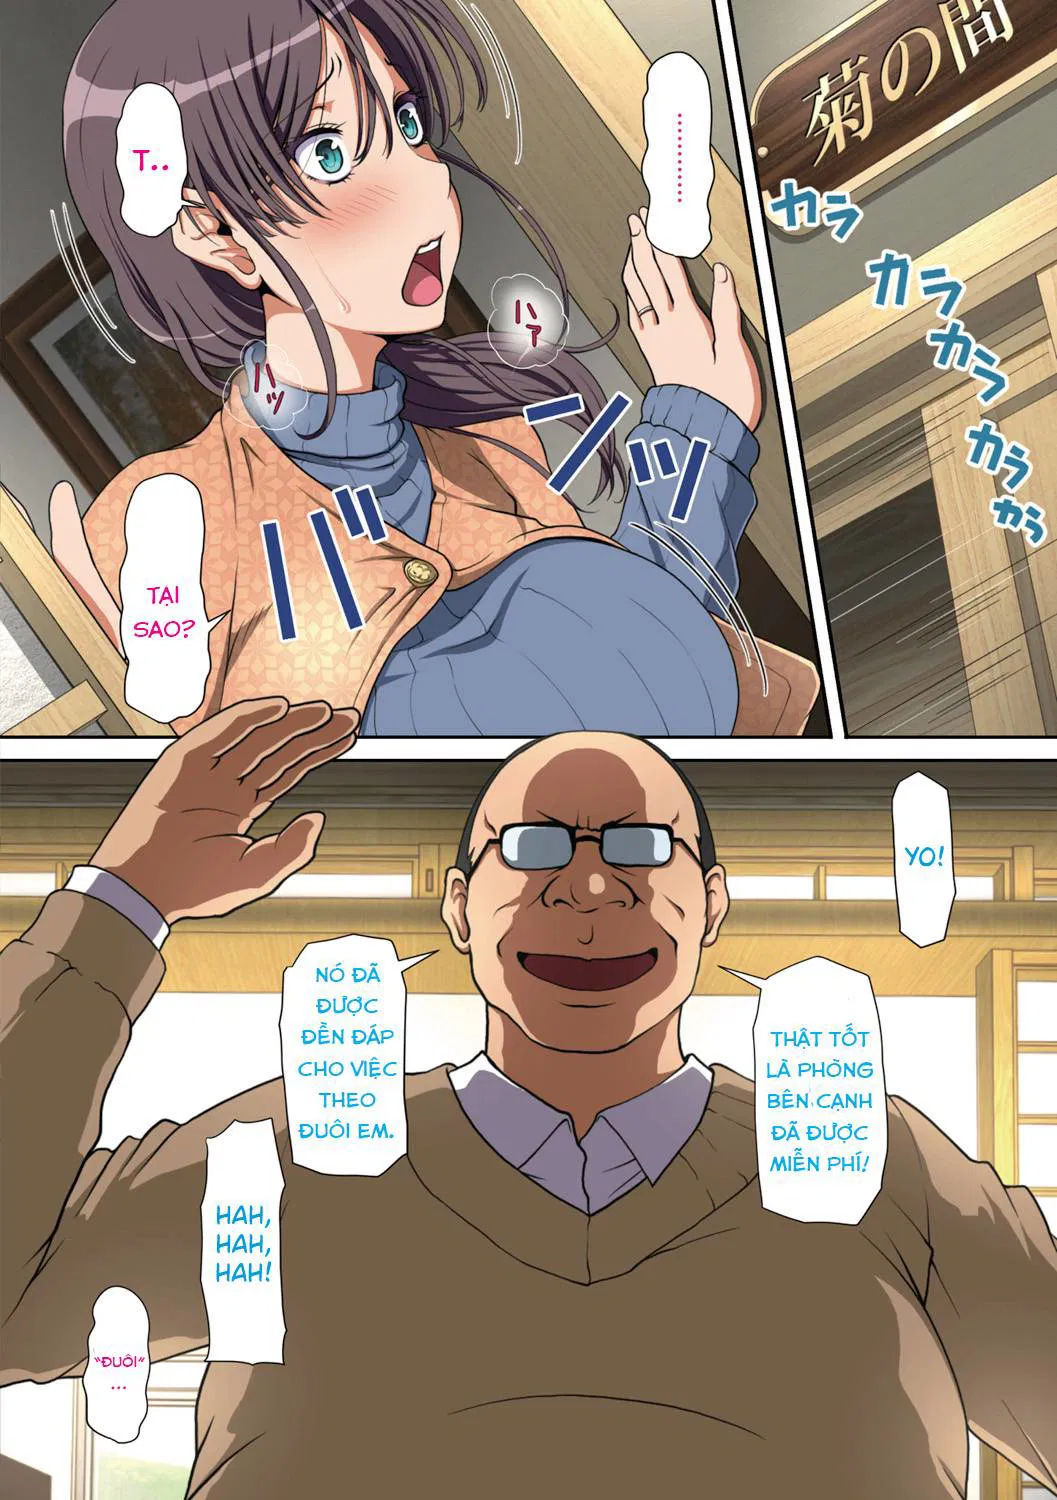 菊の間
カラ
カラ
カラ
カラ
から
………
T..
ハァ
ハッ
ンッ
ンッ
TẠI
SAO?
YO!
THẬT TỐT
LÀ PHÒNG
BÊN CẠNH
ĐÃ ĐƯỢC
MIỄN PHÍ!
NÓ ĐÃ
ĐƯỢC
ĐỀN ĐÁP
CHO VIỆC
THEO
ĐUÔI EM.
HAH,
HAH,
HAH!
"ĐUÔI"
...